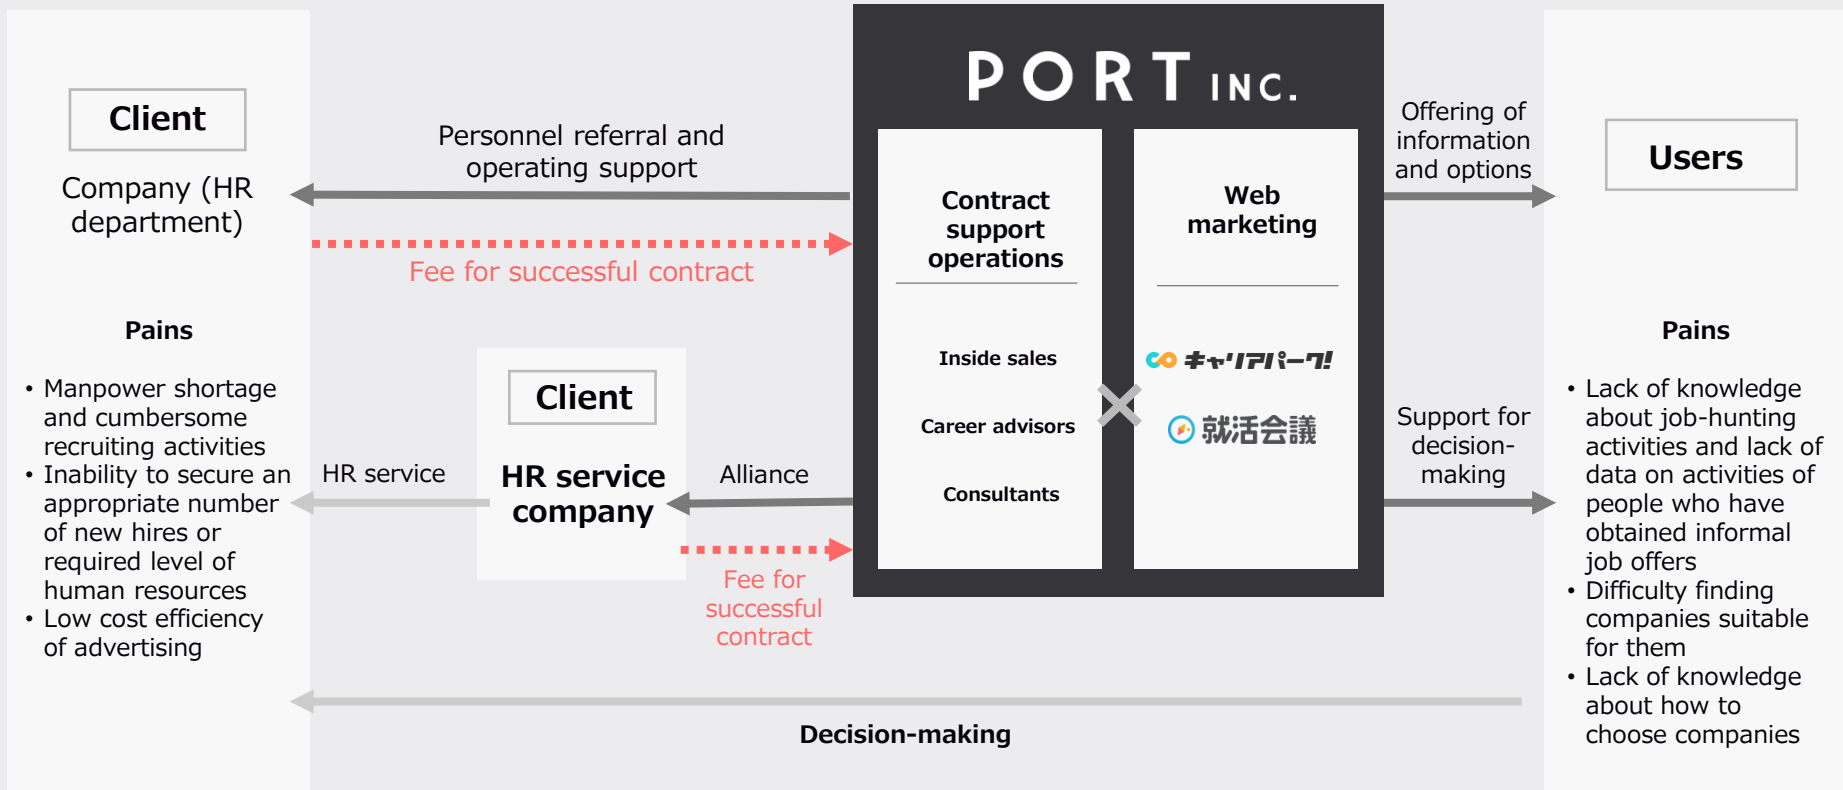 PORT INC.
Client
Company (HR
department)
Pains
• Manpower shortage
and cumbersome
recruiting activities
• Inability to secure an
appropriate number
of new hires or
required level of
human resources
• Low cost efficiency
of advertising
Personnel referral and
operating support
Fee for successful contract
HR service
Client
HR service
company
Alliance
Fee for
successful
contract
Contract
support
operations
Inside sales
Career advisors
Consultants
Web
marketing
キャリアパーク!
就活会議
Offering of
information
and options
Support for
decision-
making
Users
Pains
• Lack of knowledge
about job-hunting
activities and lack of
data on activities of
people who have
obtained informal
job offers
• Difficulty finding
companies suitable
for them
• Lack of knowledge
about how to
choose companies
Decision-making